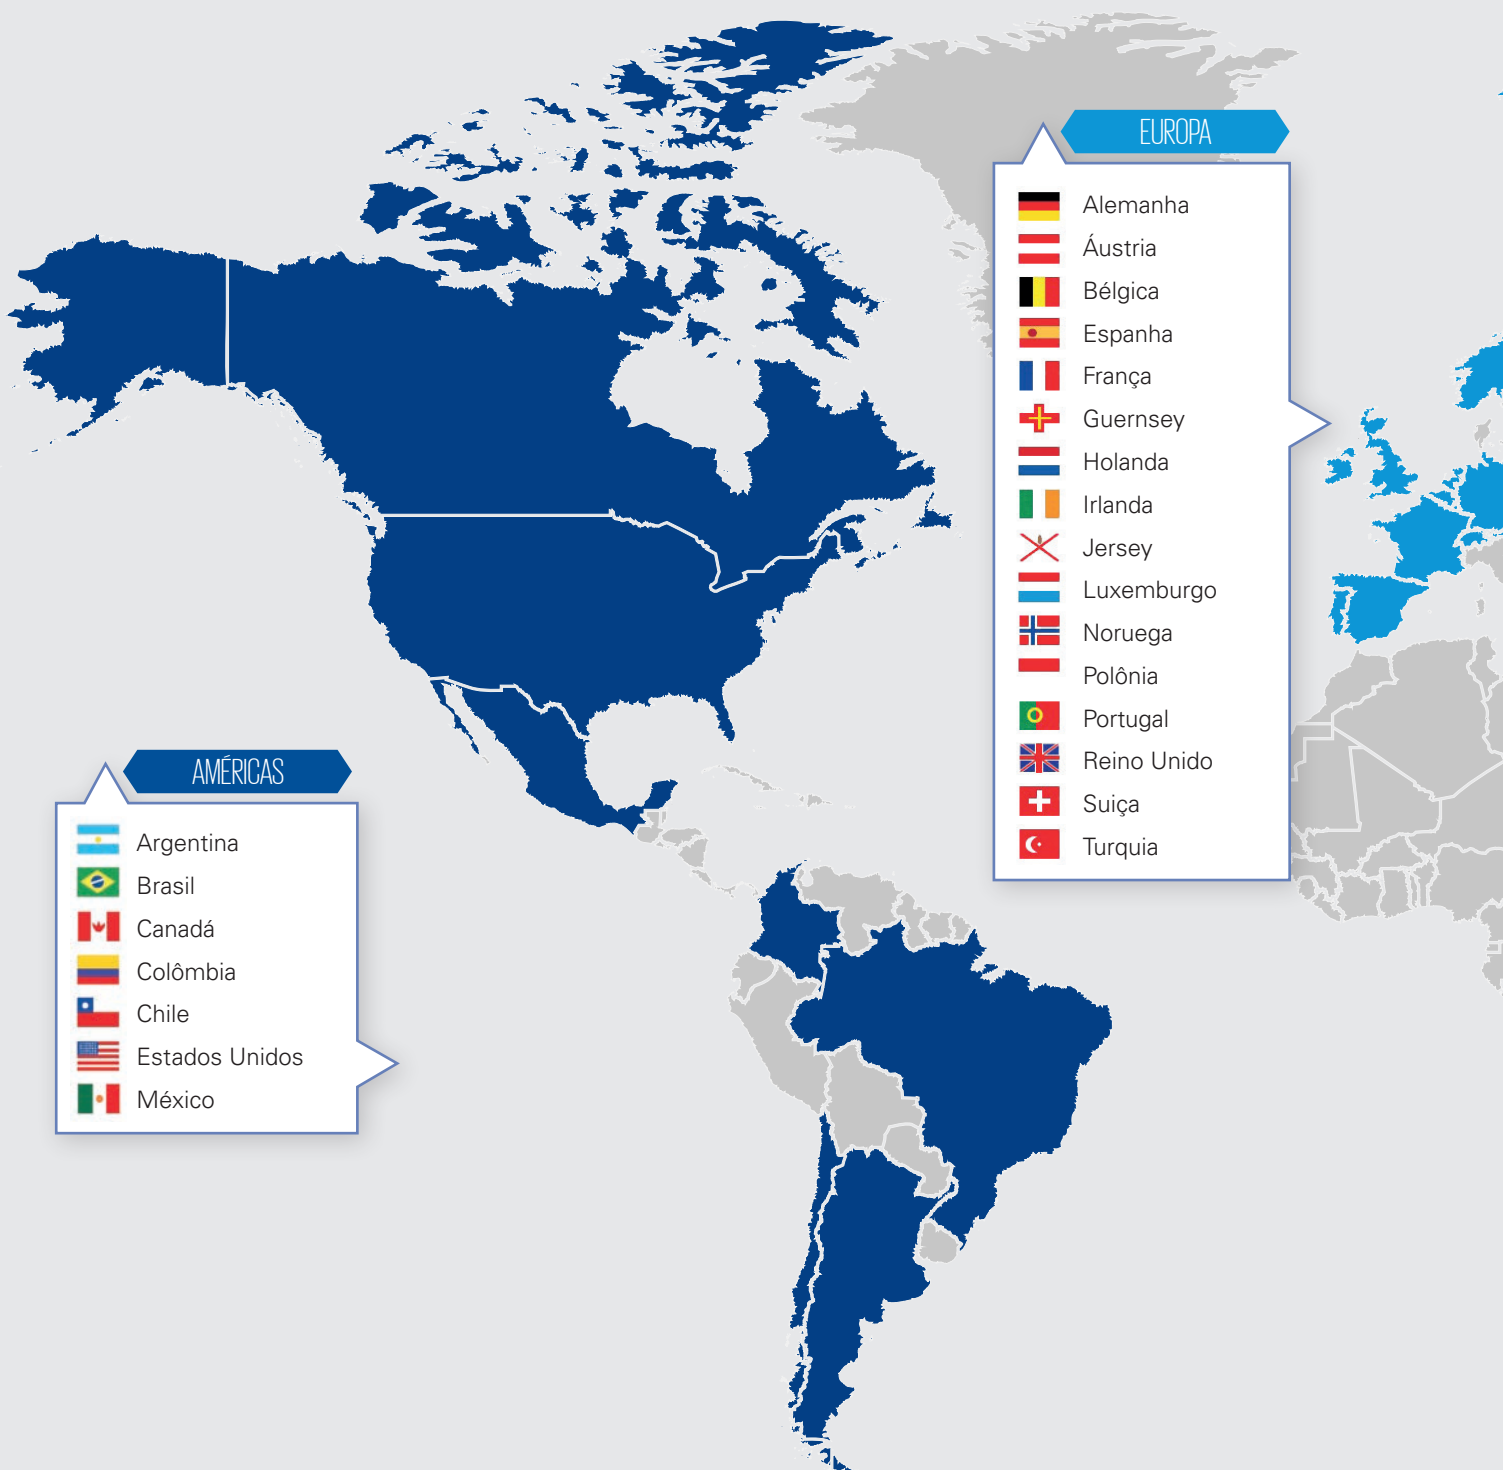 EUROPA
Alemanha
Áustria
Bélgica
Espanha
França
Guernsey
Holanda
Irlanda
Jersey
Luxemburgo
Noruega
Polônia
Portugal
Reino Unido
Suiça
Turquia
AMÉRICAS
Argentina
Brasil
Canadá
Colômbia
Chile
Estados Unidos
México